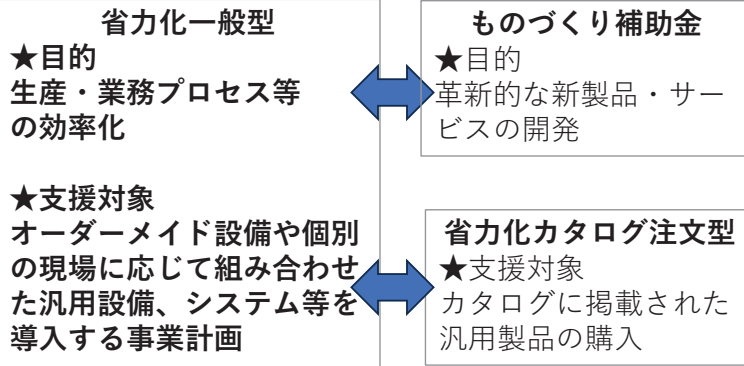 省力化一般型
★目的
生産・業務プロセス等
の効率化
★支援対象
オーダーメイド設備や個別
の現場に応じて組み合わせ
た汎用設備、システム等を
導入する事業計画
ものづくり補助金
★目的
革新的な新製品・サー
ビスの開発
省力化カタログ注文型
★支援対象
カタログに掲載された
汎用製品の購入